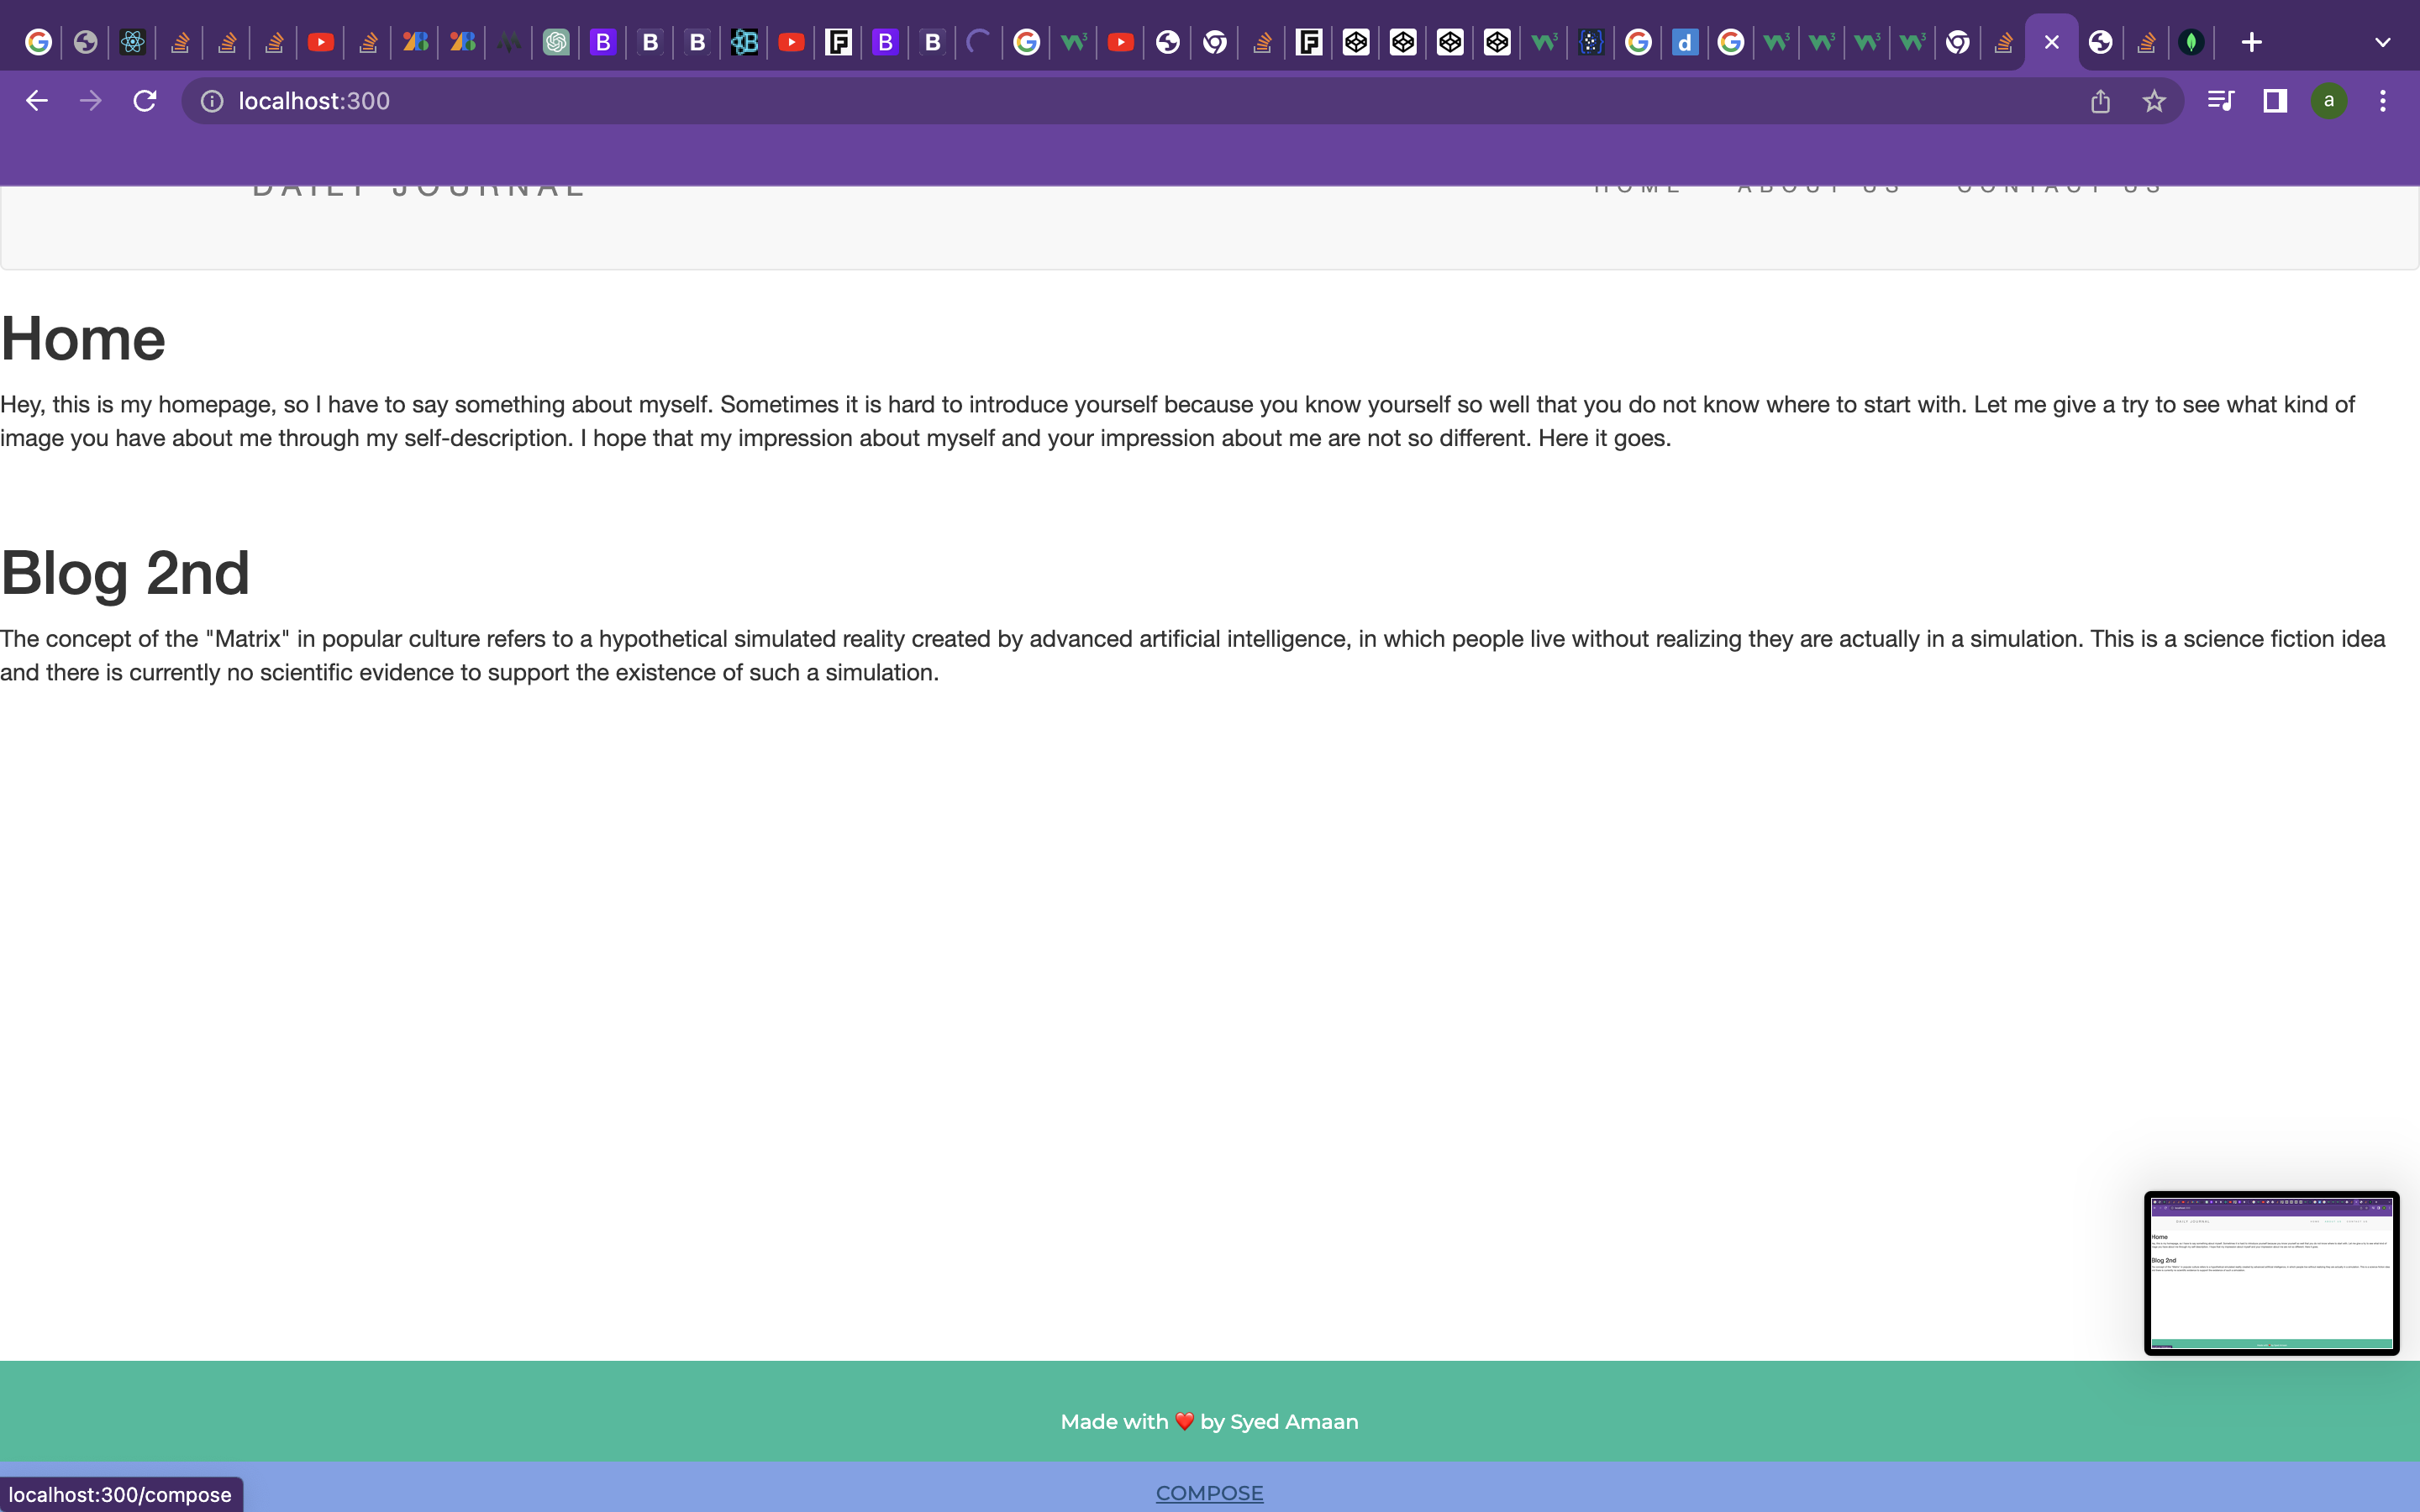 localhost:300
a
DAILY JOURNAL
HOME ABOUT US CONTACT US
Home
Hey, this is my homepage, so I have to say something about myself. Sometimes it is hard to introduce yourself because you know yourself so well that you do not know where to start with. Let me give a try to see what kind of
image you have about me through my self-description. I hope that my impression about myself and your impression about me are not so different. Here it goes.
Blog 2nd
The concept of the "Matrix" in popular culture refers to a hypothetical simulated reality created by advanced artificial intelligence, in which people live without realizing they are actually in a simulation. This is a science fiction idea
and there is currently no scientific evidence to support the existence of such a simulation.
Home
Blog 2nd
Made with ❤️ by Syed Amaan
COMPOSE
localhost:300/compose